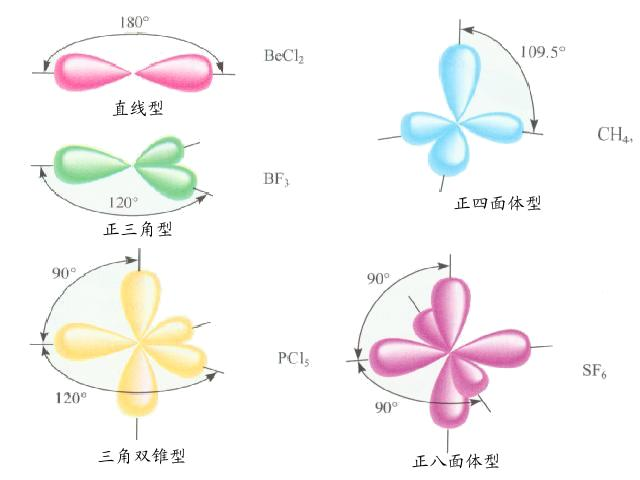 180°
BeCl2
直线型
109.5°
CH4,
正四面体型
BF3
120°
正三角型
90°
PCl5
120°
三角双锥型
90°
SF6
90°
正八面体型